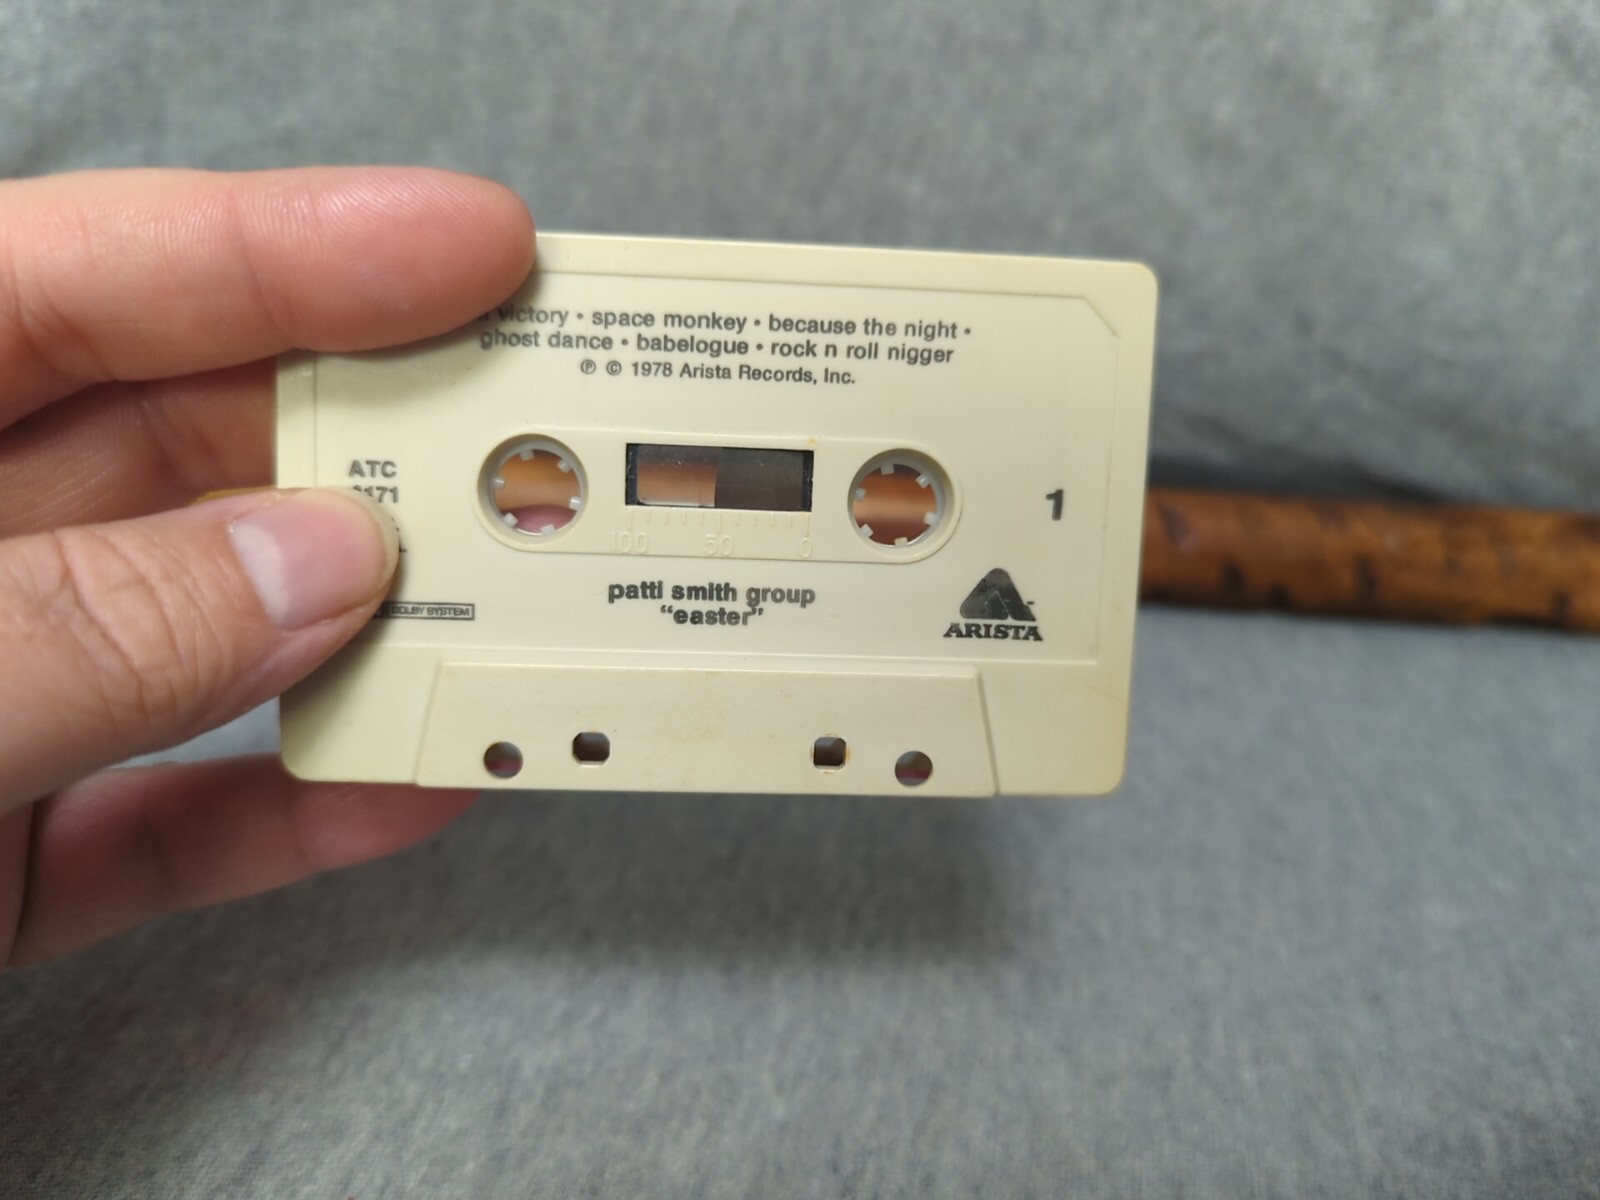 victory • space monkey • because the night •
ghost dance • babelogue • rock n roll nigger
℗ © 1978 Arista Records, Inc.
ATC
1
100 50 0
patti smith group
“easter”
DOLBY SYSTEM
ARISTA